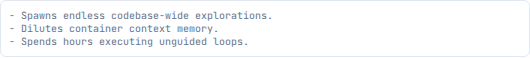 - Spawns endless codebase-wide explorations.
- Dilutes container context memory.
- Spends hours executing unguided loops.